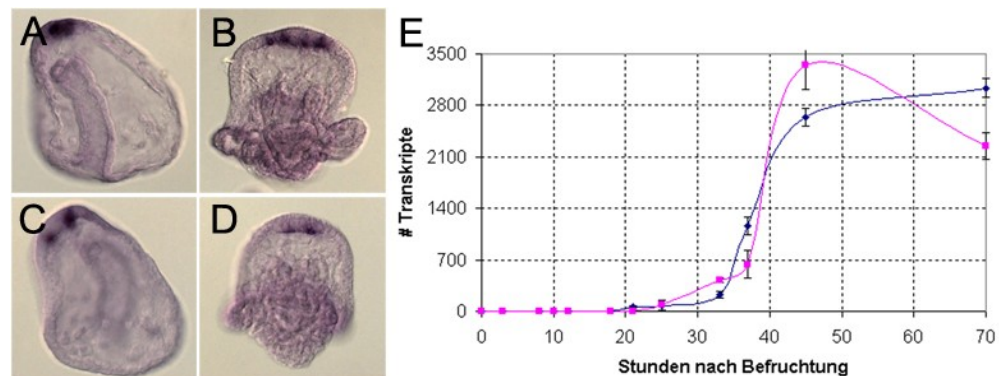 A
B
C
D
E
# Transkripte
3500
2800
2100
1400
700
0
0 10 20 30 40 50 60 70
Stunden nach Befruchtung